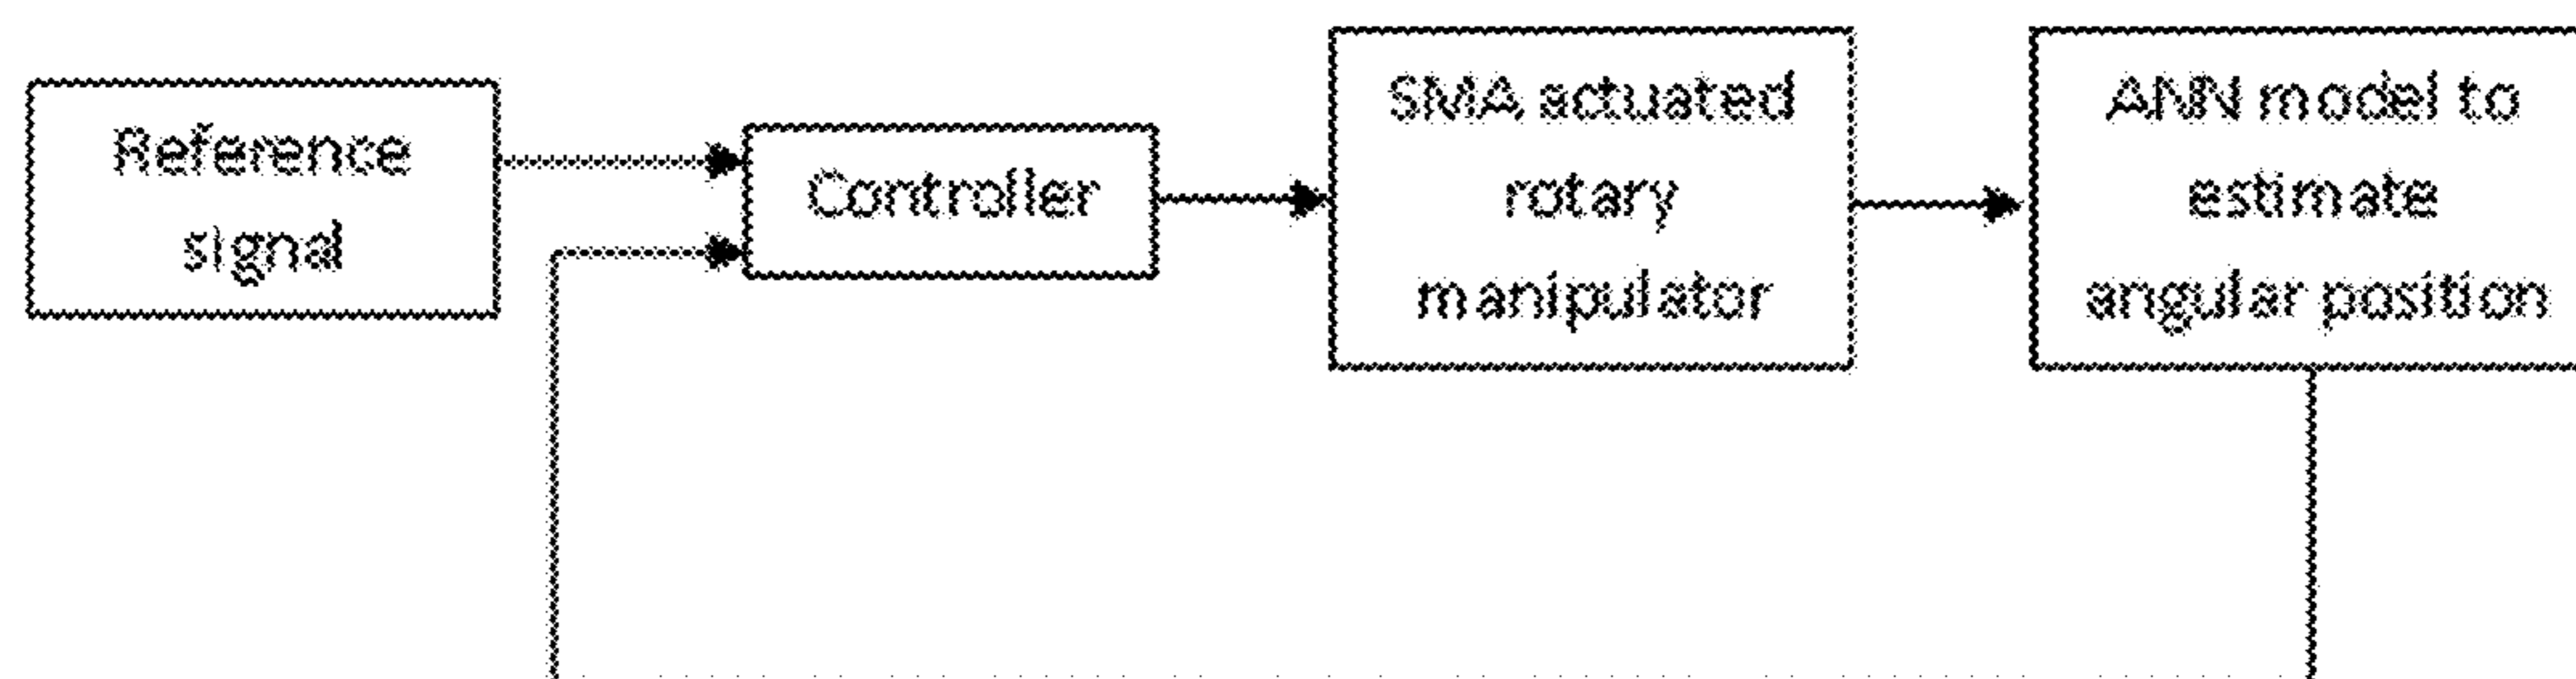 Reference
signal
Controller
SMA actuated
rotary
manipulator
ANN model to
estimate
angular position